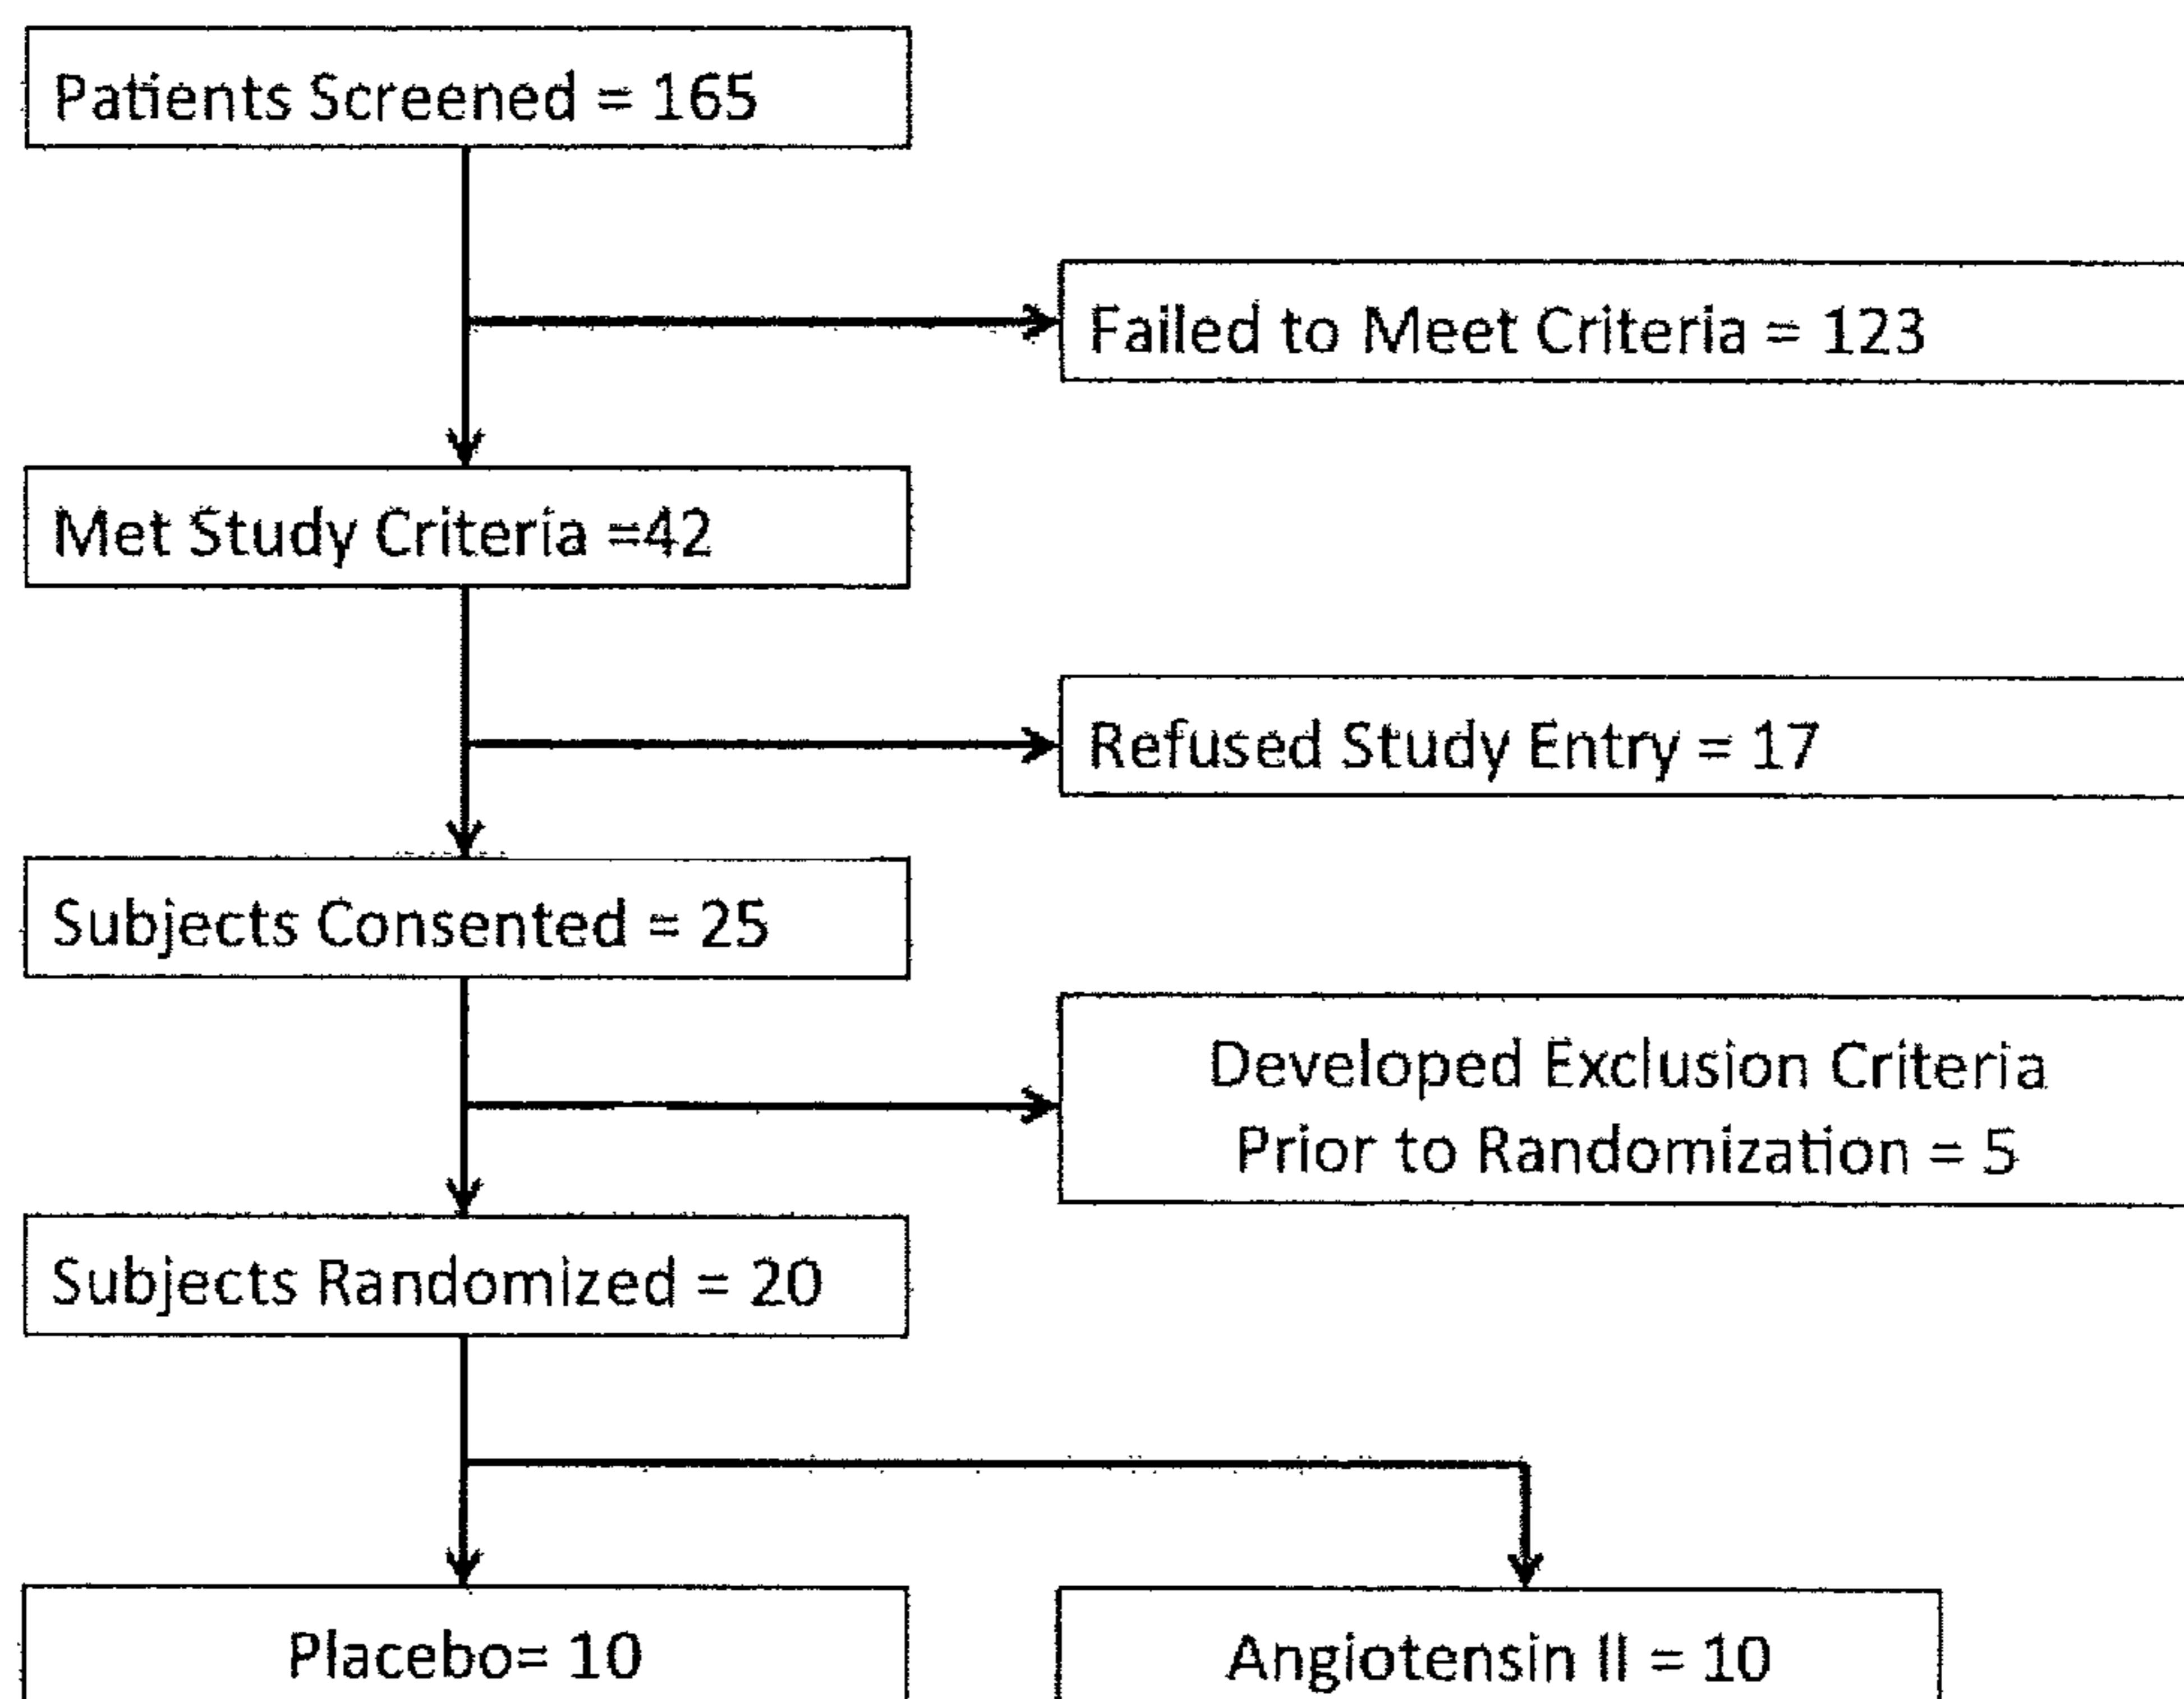 Patients Screened = 165
Failed to Meet Criteria = 123
Met Study Criteria =42
Refused Study Entry = 17
Subjects Consented = 25
Developed Exclusion Criteria
Prior to Randomization = 5
Subjects Randomized = 20
Placebo= 10
Angiotensin II = 10